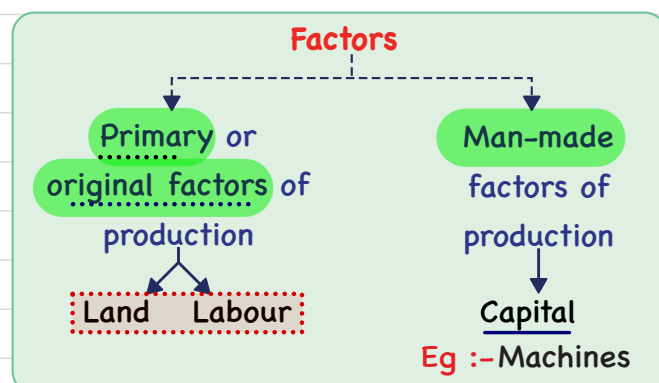 Factors
Primary or
original factors of
production
Land Labour
Man-made
factors of
production
Capital
Eg :- Machines